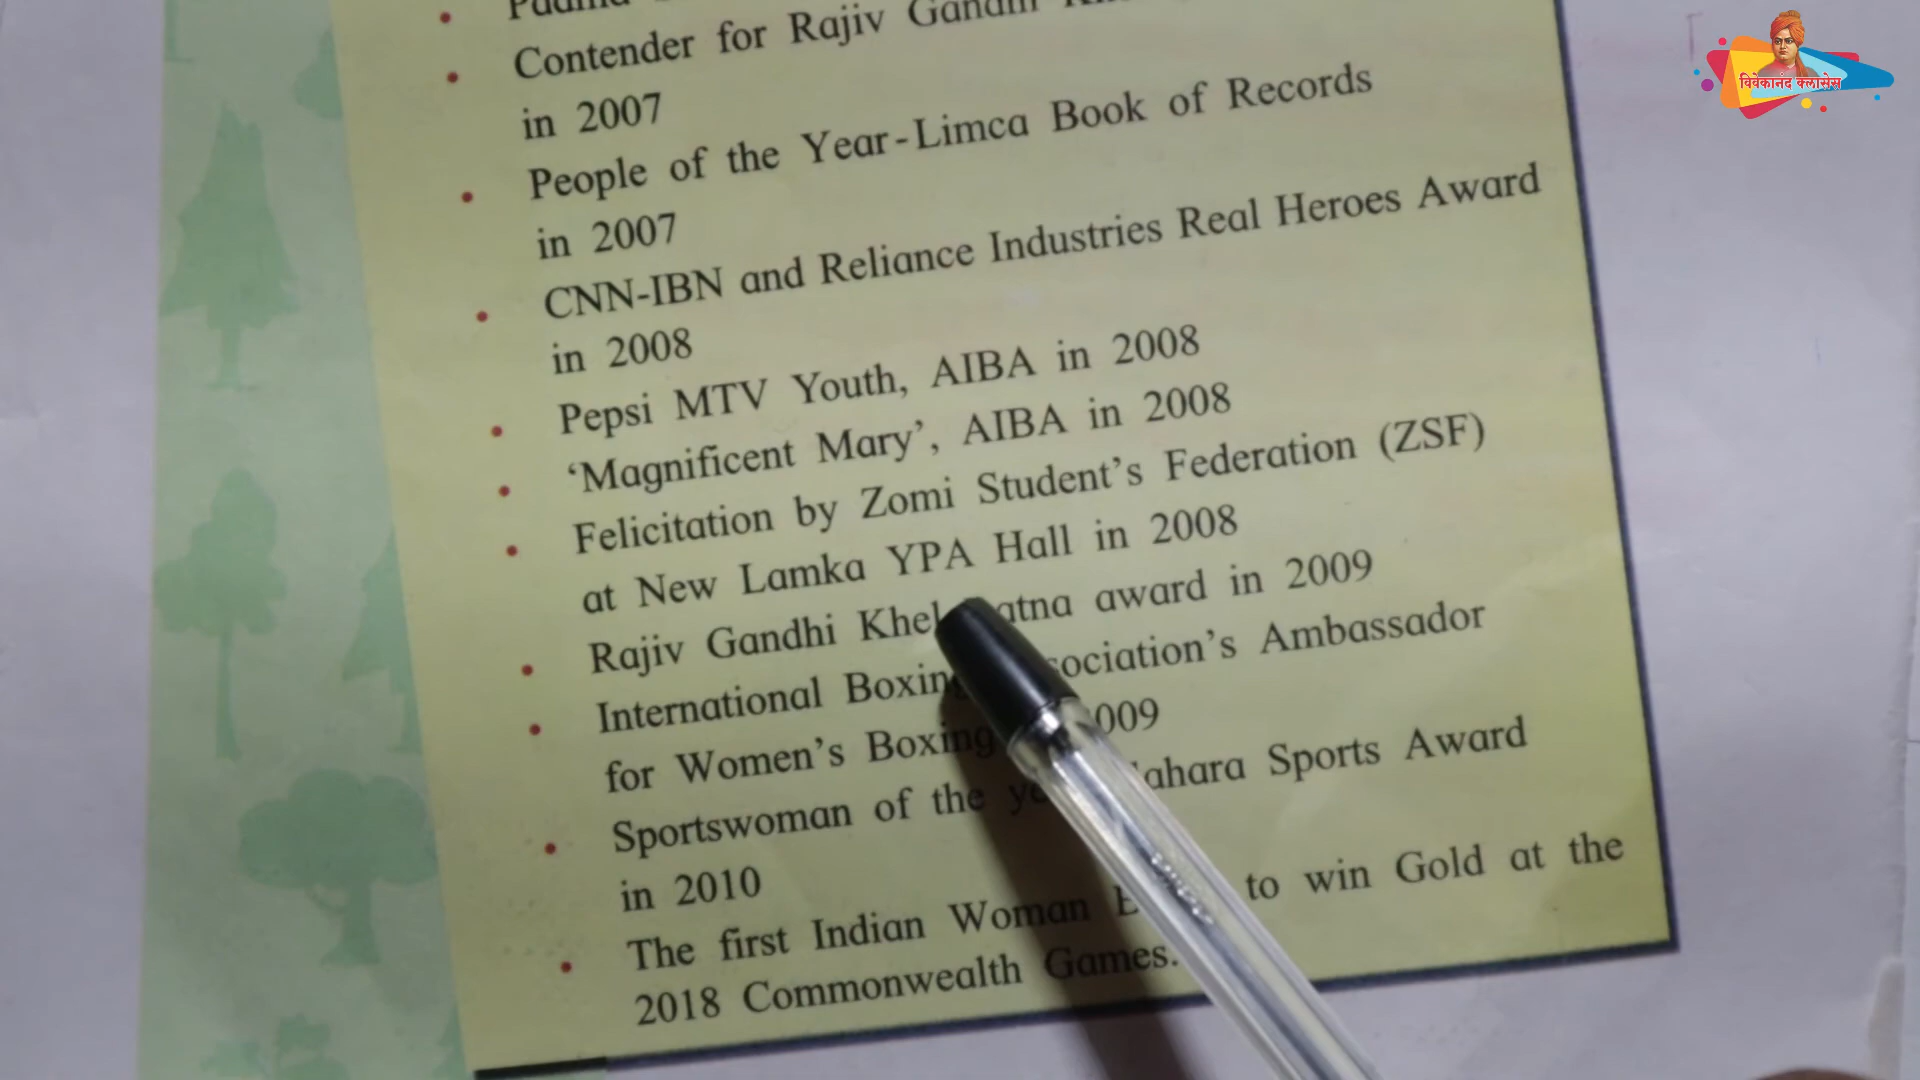 Contender for Rajiv Gandhi
in 2007
People of the Year-Limca Book of Records
in 2007
CNN-IBN and Reliance Industries Real Heroes Award
in 2008
Pepsi MTV Youth, AIBA in 2008
‘Magnificent Mary’, AIBA in 2008
Felicitation by Zomi Student’s Federation (ZSF)
at New Lamka YPA Hall in 2008
Rajiv Gandhi Khel award in 2009
International Boxing Ambassador
for Women’s Boxing
Sportswoman of the Sports Award
in 2010
The first Indian Woman to win Gold at the
2018 Commonwealth Games.
विवेकानंद क्लासेस